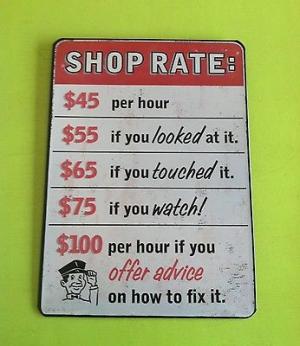 SHOP RATE:
$45 per hour
$55 if you looked at it.
$65 if you touched it.
$75 if you watch!
$100 per hour if you
offer advice
on how to fix it.